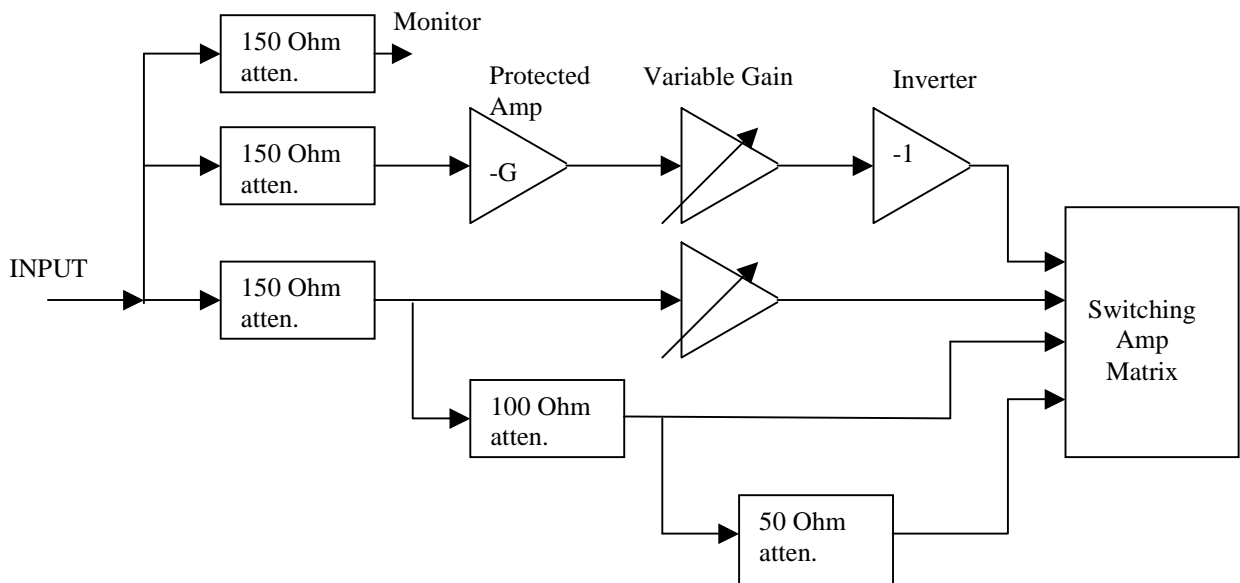 Monitor
150 Ohm
atten.
Protected
Amp
Variable Gain
Inverter
150 Ohm
atten.
-G
-1
INPUT
150 Ohm
atten.
Switching
Amp
Matrix
100 Ohm
atten.
50 Ohm
atten.